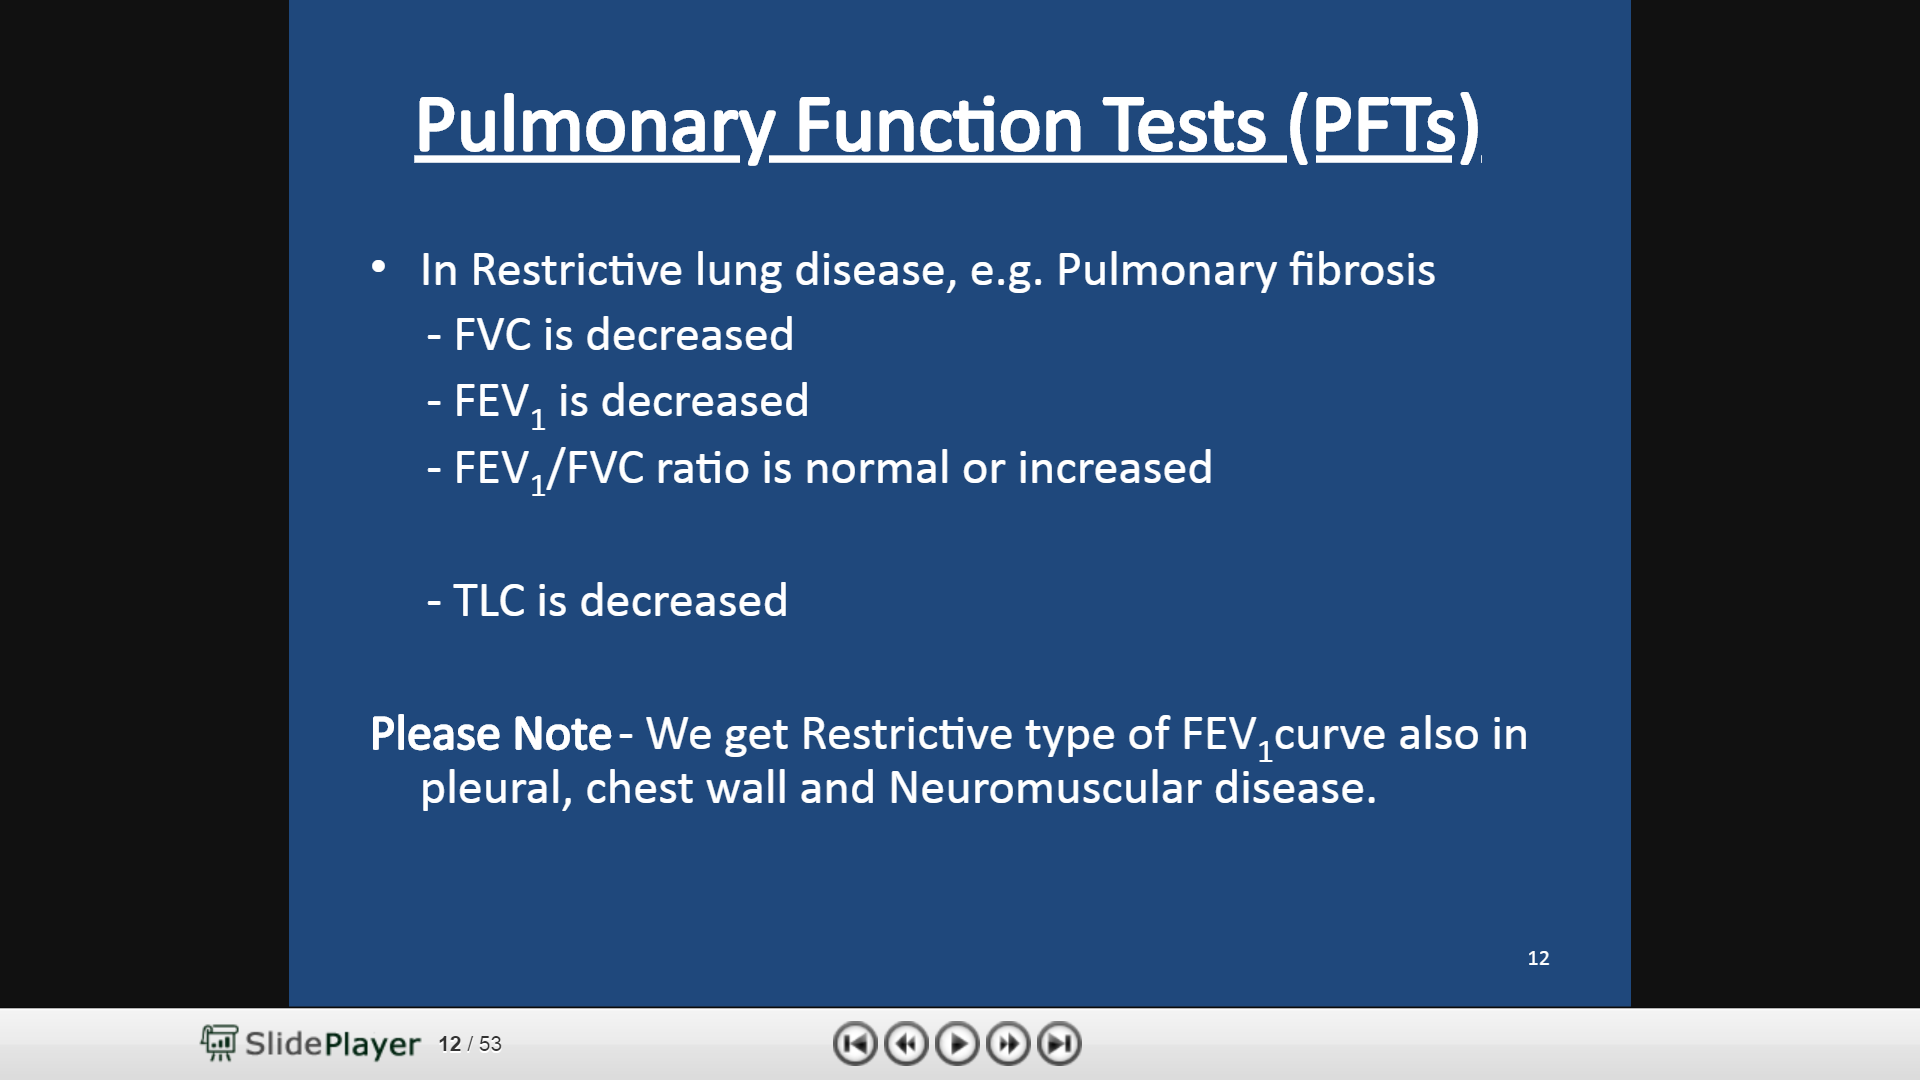 Pulmonary Function Tests (PFTs)
• In Restrictive lung disease, e.g. Pulmonary fibrosis
- FVC is decreased
- FEV₁ is decreased
- FEV₁/FVC ratio is normal or increased
- TLC is decreased
Please Note - We get Restrictive type of FEV₁curve also in
pleural, chest wall and Neuromuscular disease.
12
SlidePlayer 12 / 53